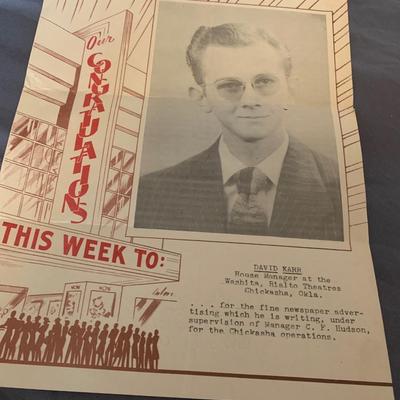 Our
CONGRATULATIONS
THIS WEEK TO:
DAVID KARR
House Manager at the
Washita, Rialto Theatres
Chickasha, Okla.
. . . for the fine newspaper adver-
tising which he is writing, under
supervision of Manager C. F. Hudson,
for the Chickasha operations.